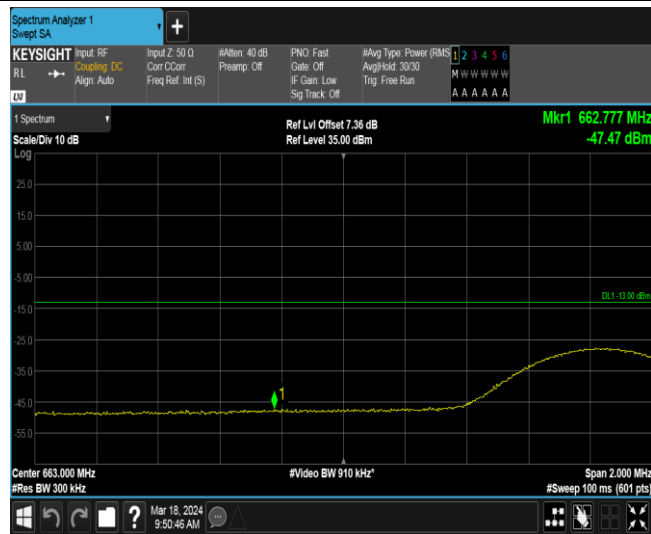 Spectrum Analyzer 1
Swept SA
KEYSIGHT
RL
Input: RF
Coupling: DC
Align: Auto
Input Z: 50 Ω
Corr CCorr
Freq Ref: Int (S)
#Atten: 40 dB
Preamp: Off
PNO: Fast
Gate: Off
IF Gain: Low
Sig Track: Off
#Avg Type: Power (RMS
Avg|Hold: 30/30
Trig: Free Run
1 2 3 4 5 6
M W W W W W
A A A A A A
1 Spectrum
Scale/Div 10 dB
Ref Lvl Offset 7.36 dB
Ref Level 35.00 dBm
Mkr1 662.777 MHz
-47.47 dBm
Log
25.0
15.0
5.00
-5.00
DL1 -13.00 dBm
-15.0
-25.0
-35.0
1
-45.0
-55.0
Center 663.000 MHz
#Video BW 910 kHz*
Span 2.000 MHz
#Res BW 300 kHz
#Sweep 100 ms (601 pts)
?
Mar 18, 2024
9:50:46 AM